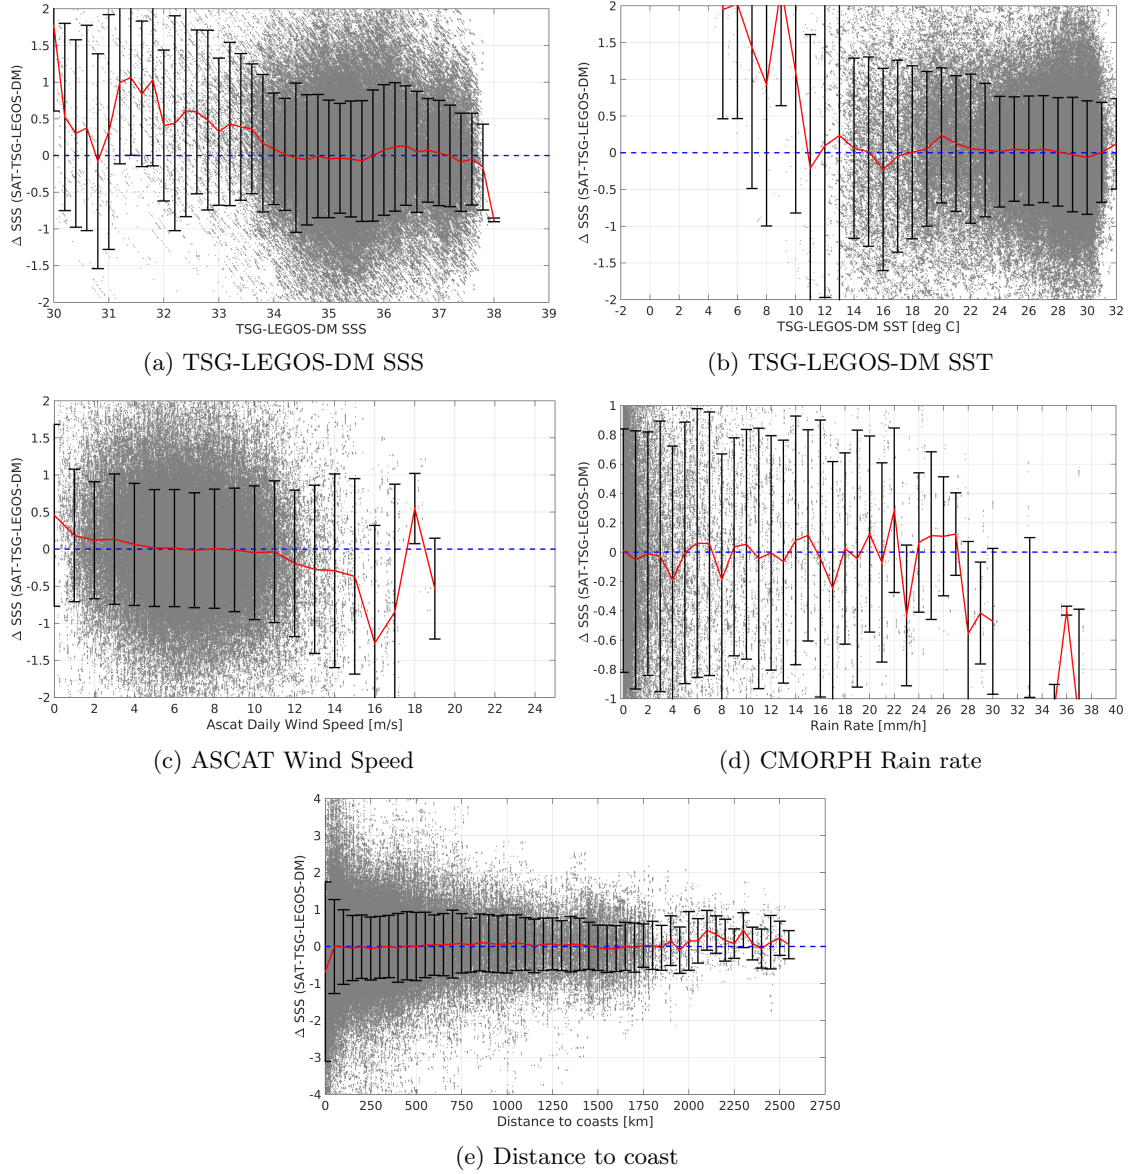 2
1.5
1
0.5
0
-0.5
-1
-1.5
-2
Δ SSS (SAT-TSG-LEGOS-DM)
30 31 32 33 34 35 36 37 38 39
TSG-LEGOS-DM SSS
(a) TSG-LEGOS-DM SSS
2
1.5
1
0.5
0
-0.5
-1
-1.5
-2
Δ SSS (SAT-TSG-LEGOS-DM)
-2 0 2 4 6 8 10 12 14 16 18 20 22 24 26 28 30 32
TSG-LEGOS-DM SST [deg C]
(b) TSG-LEGOS-DM SST
2
1.5
1
0.5
0
-0.5
-1
-1.5
-2
Δ SSS (SAT-TSG-LEGOS-DM)
0 2 4 6 8 10 12 14 16 18 20 22 24
Ascat Daily Wind Speed [m/s]
(c) ASCAT Wind Speed
1
0.8
0.6
0.4
0.2
0
-0.2
-0.4
-0.6
-0.8
-1
Δ SSS (SAT-TSG-LEGOS-DM)
0 2 4 6 8 10 12 14 16 18 20 22 24 26 28 30 32 34 36 38 40
Rain Rate [mm/h]
(d) CMORPH Rain rate
4
3
2
1
0
-1
-2
-3
-4
Δ SSS (SAT-TSG-LEGOS-DM)
0 250 500 750 1000 1250 1500 1750 2000 2250 2500 2750
Distance to coasts [km]
(e) Distance to coast